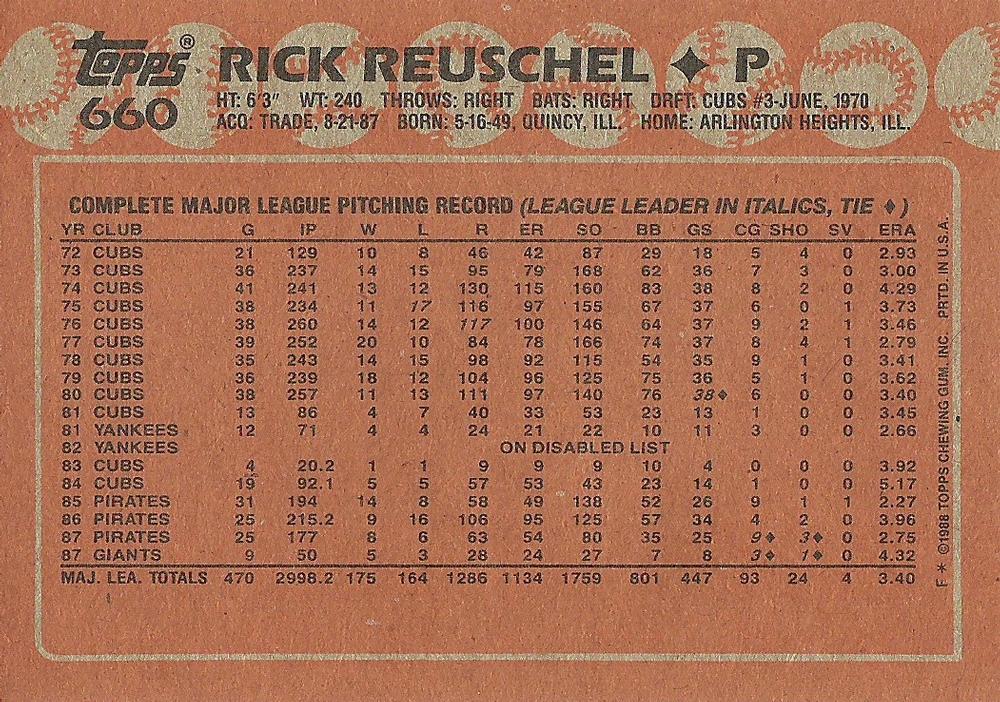 topps® RICK REUSCHEL ♦ P
660 HT: 6'3" WT: 240 THROWS: RIGHT BATS: RIGHT DRFT: CUBS #3-JUNE, 1970
ACQ: TRADE, 8-21-87 BORN: 5-16-49, QUINCY, ILL. HOME: ARLINGTON HEIGHTS, ILL.
COMPLETE MAJOR LEAGUE PITCHING RECORD (LEAGUE LEADER IN ITALICS, TIE ♦)
YR CLUB G IP W L R ER SO BB GS CG SHO SV ERA
72 CUBS 21 129 10 8 46 42 87 29 18 5 4 0 2.93
73 CUBS 36 237 14 15 95 79 168 62 36 7 3 0 3.00
74 CUBS 41 241 13 12 130 115 160 83 38 8 2 0 4.29
75 CUBS 38 234 11 17 116 97 155 67 37 6 0 1 3.73
76 CUBS 38 260 14 12 117 100 146 64 37 9 2 1 3.46
77 CUBS 39 252 20 10 84 78 166 74 37 8 4 1 2.79
78 CUBS 35 243 14 15 98 92 115 54 35 9 1 0 3.41
79 CUBS 36 239 18 12 104 96 125 75 36 5 1 0 3.62
80 CUBS 38 257 11 13 111 97 140 76 38♦ 6 0 0 3.40
81 CUBS 13 86 4 7 40 33 53 23 13 1 0 0 3.45
81 YANKEES 12 71 4 4 24 21 22 10 11 3 0 0 2.66
82 YANKEES ON DISABLED LIST
83 CUBS 4 20.2 1 1 9 9 9 10 4 0 0 0 3.92
84 CUBS 19 92.1 5 5 57 53 43 23 14 1 0 0 5.17
85 PIRATES 31 194 14 8 58 49 138 52 26 9 1 1 2.27
86 PIRATES 25 215.2 9 16 106 95 125 57 34 4 2 0 3.96
87 PIRATES 25 177 8 6 63 54 80 35 25 9♦ 3♦ 0 2.75
87 GIANTS 9 50 5 3 28 24 27 7 8 3♦ 1♦ 0 4.32
MAJ. LEA. TOTALS 470 2998.2 175 164 1286 1134 1759 801 447 93 24 4 3.40
F * ©1988 TOPPS CHEWING GUM, INC. PRTD. IN U.S.A.